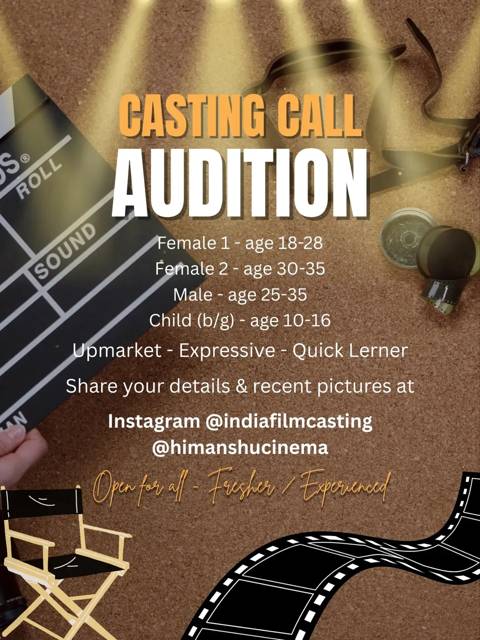 CASTING CALL
AUDITION
Female 1 - age 18-28
Female 2 - age 30-35
Male - age 25-35
Child (b/g) - age 10-16
Upmarket - Expressive - Quick Lerner
Share your details & recent pictures at
Instagram @indiafilmcasting
@himanshucinema
Open for all - Fresher / Experienced
ROLL
SOUND